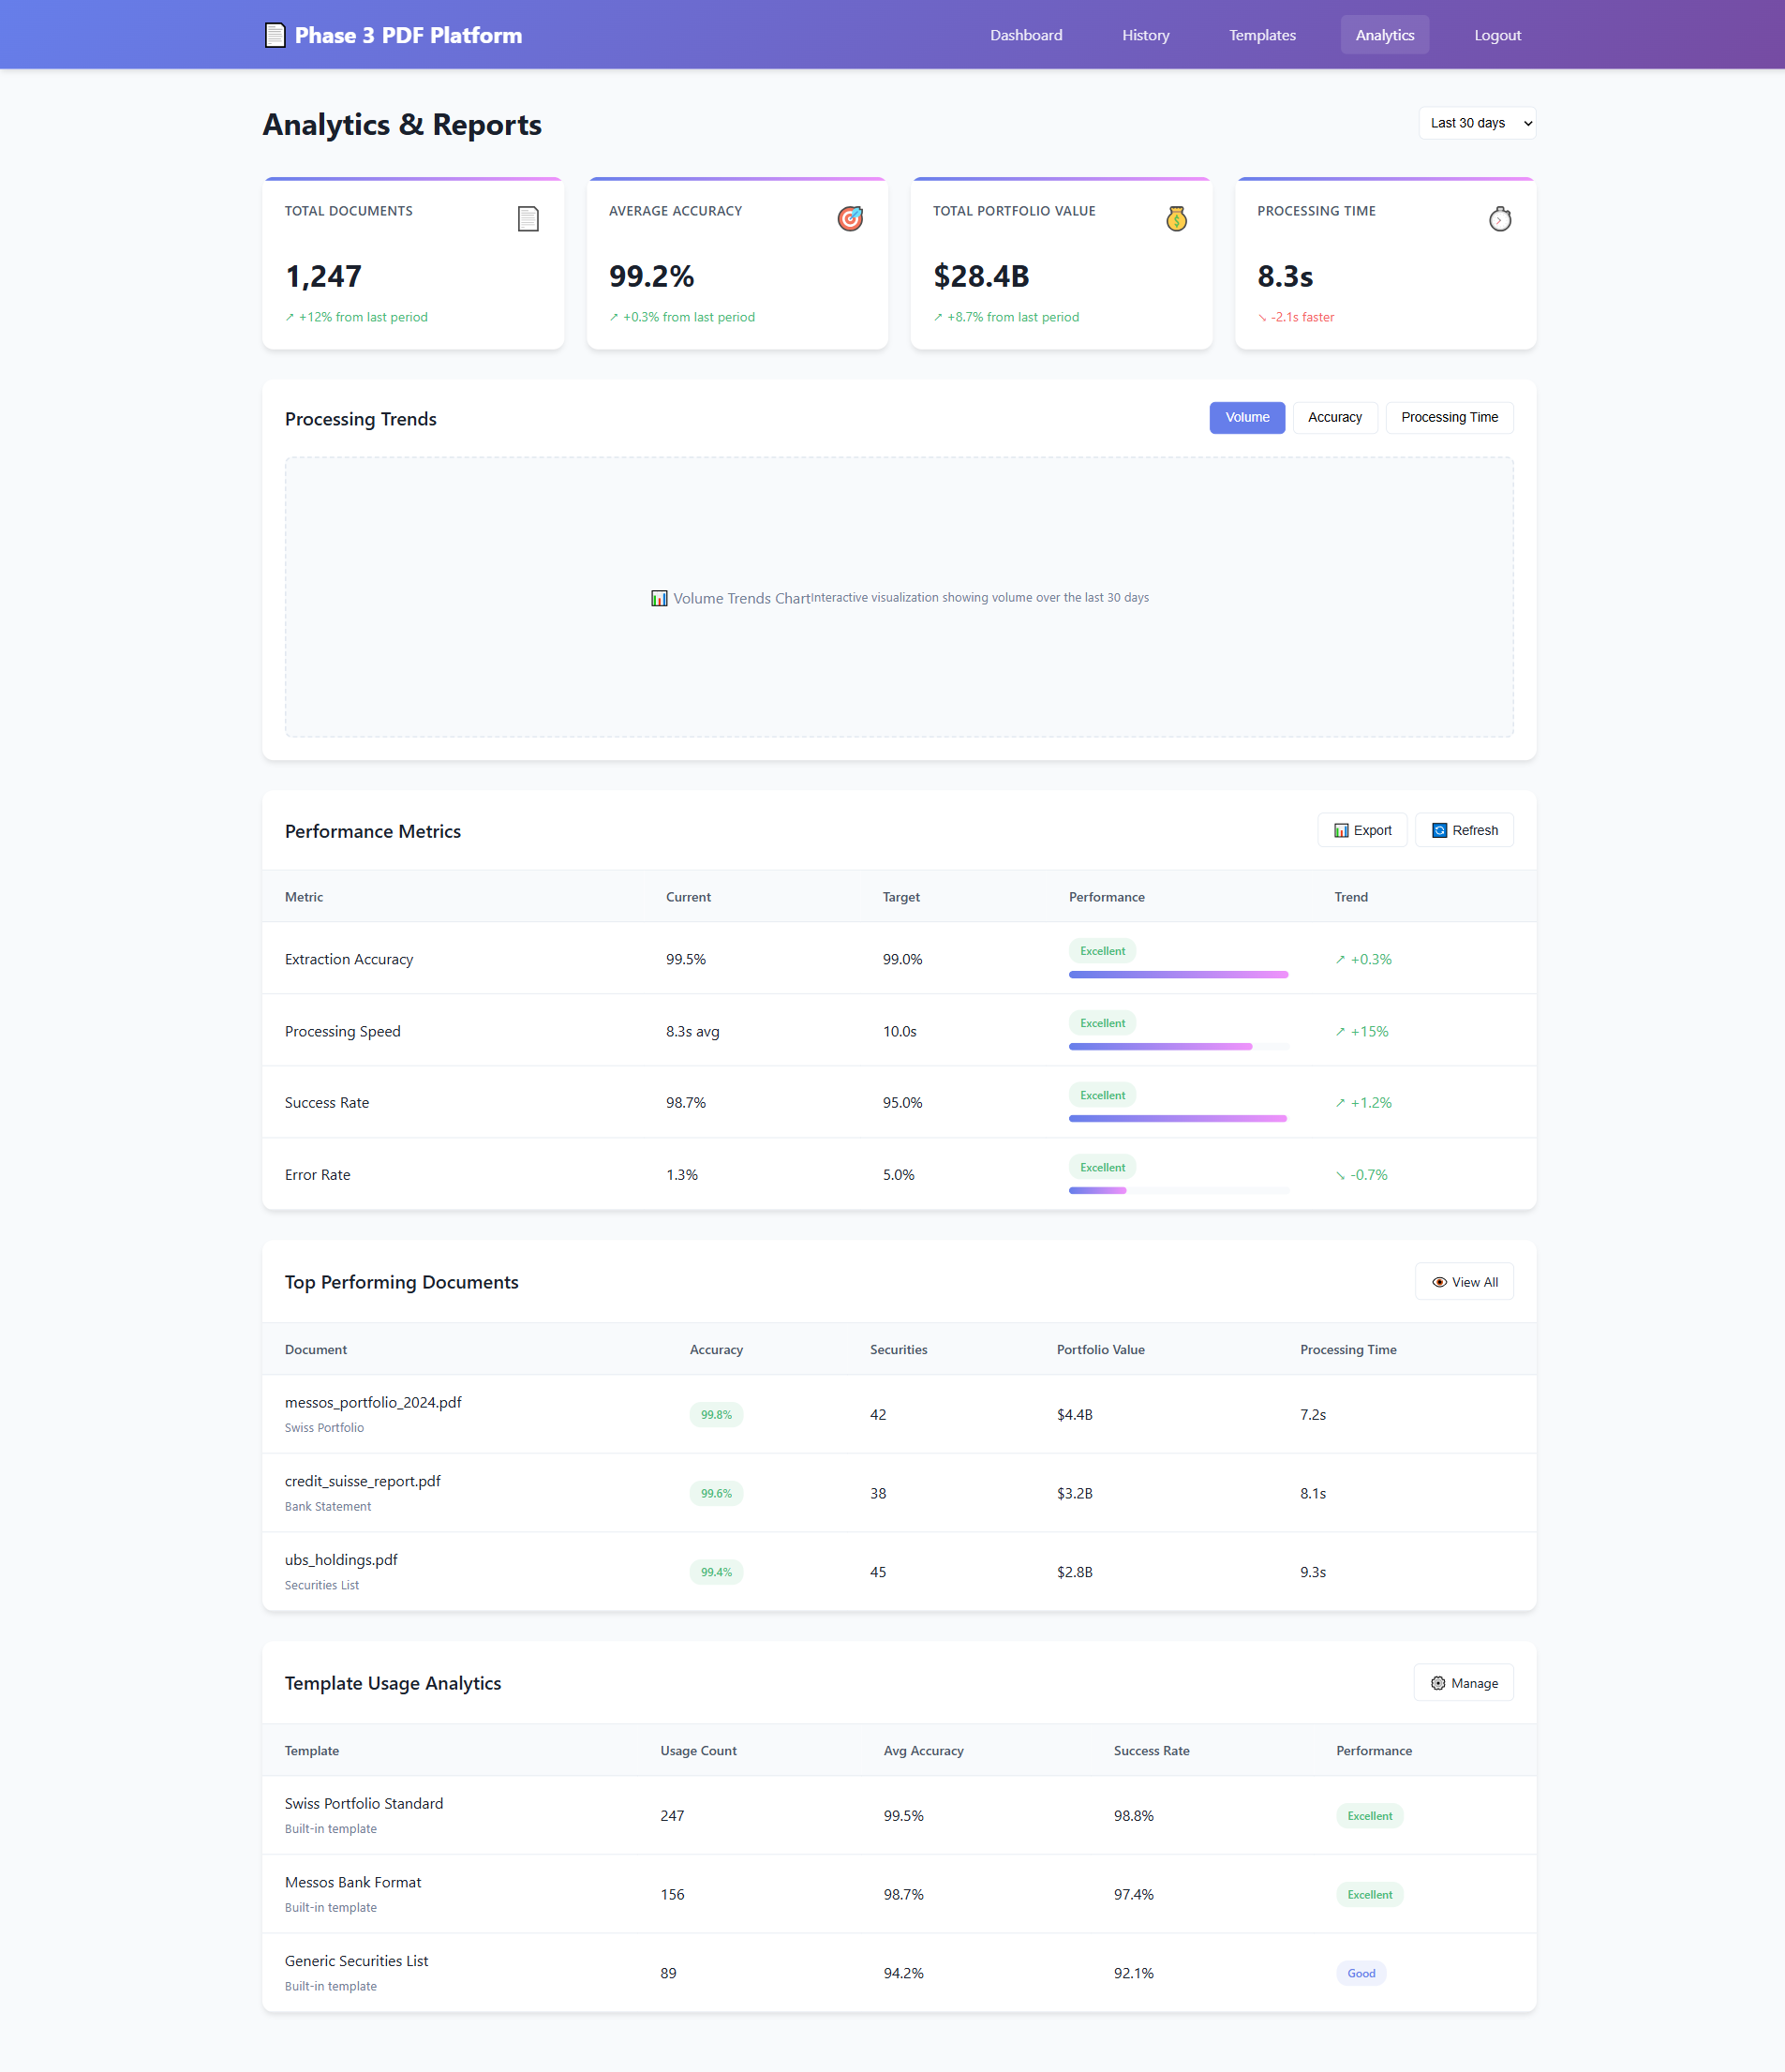 Phase 3 PDF Platform
Dashboard History Templates Analytics Logout
Analytics & Reports
Last 30 days
TOTAL DOCUMENTS
1,247
↗ +12% from last period
AVERAGE ACCURACY
99.2%
↗ +0.3% from last period
TOTAL PORTFOLIO VALUE
$28.4B
↗ +8.7% from last period
PROCESSING TIME
8.3s
↘ -2.1s faster
Processing Trends
Volume Accuracy Processing Time
Volume Trends ChartInteractive visualization showing volume over the last 30 days
Performance Metrics
Export Refresh
Metric Current Target Performance Trend
Extraction Accuracy 99.5% 99.0% Excellent ↗ +0.3%
Processing Speed 8.3s avg 10.0s Excellent ↗ +15%
Success Rate 98.7% 95.0% Excellent ↗ +1.2%
Error Rate 1.3% 5.0% Excellent ↘ -0.7%
Top Performing Documents
View All
Document Accuracy Securities Portfolio Value Processing Time
messos_portfolio_2024.pdf
Swiss Portfolio
99.8% 42 $4.4B 7.2s
credit_suisse_report.pdf
Bank Statement
99.6% 38 $3.2B 8.1s
ubs_holdings.pdf
Securities List
99.4% 45 $2.8B 9.3s
Template Usage Analytics
Manage
Template Usage Count Avg Accuracy Success Rate Performance
Swiss Portfolio Standard
Built-in template
247 99.5% 98.8% Excellent
Messos Bank Format
Built-in template
156 98.7% 97.4% Excellent
Generic Securities List
Built-in template
89 94.2% 92.1% Good